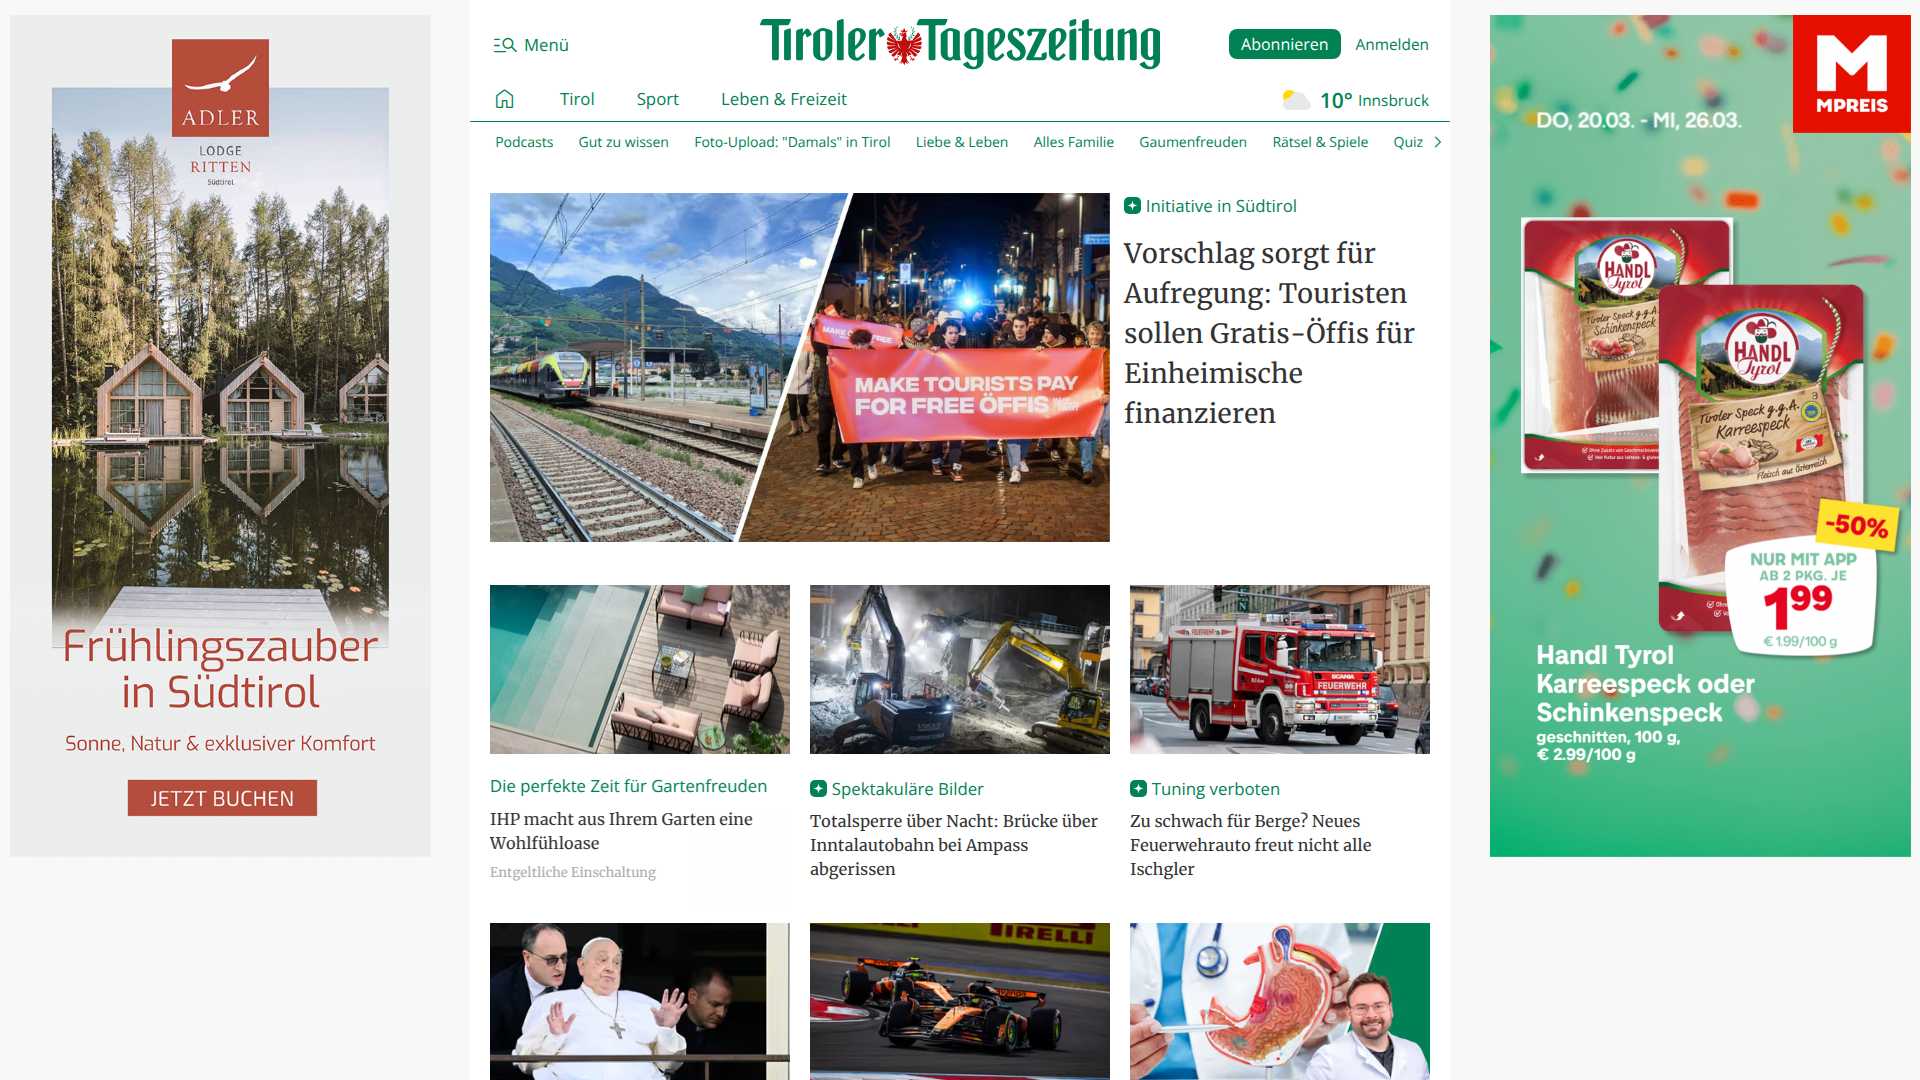 ADLER
LODGE
RITTEN
Südtirol
Frühlingszauber
in Südtirol
Sonne, Natur & exklusiver Komfort
JETZT BUCHEN
Menü
Tiroler Tageszeitung
Abonnieren
Anmelden
Tirol
Sport
Leben & Freizeit
10° Innsbruck
Podcasts
Gut zu wissen
Foto-Upload: "Damals" in Tirol
Liebe & Leben
Alles Familie
Gaumenfreuden
Rätsel & Spiele
Quiz
MAKE TOURISTS PAY
FOR FREE ÖFFIS
Initiative in Südtirol
Vorschlag sorgt für
Aufregung: Touristen
sollen Gratis-Öffis für
Einheimische
finanzieren
SCANIA
FEUERWEHR
Die perfekte Zeit für Gartenfreuden
IHP macht aus Ihrem Garten eine
Wohlfühloase
Entgeltliche Einschaltung
Spektakuläre Bilder
Totalsperre über Nacht: Brücke über
Inntalautobahn bei Ampass
abgerissen
Tuning verboten
Zu schwach für Berge? Neues
Feuerwehrauto freut nicht alle
Ischgler
PIRELLI
M
MPREIS
DO, 20.03. - MI, 26.03.
HANDL
Tyrol
Tiroler Speck g.g.A.
Schinkenspeck
HANDL
Tyrol
Tiroler Speck g.g.A.
Karreespeck
Fleisch aus Österreich
-50%
NUR MIT APP
AB 2 PKG. JE
199
€ 1.99/100 g
Handl Tyrol
Karreespeck oder
Schinkenspeck
geschnitten, 100 g,
€ 2.99/100 g